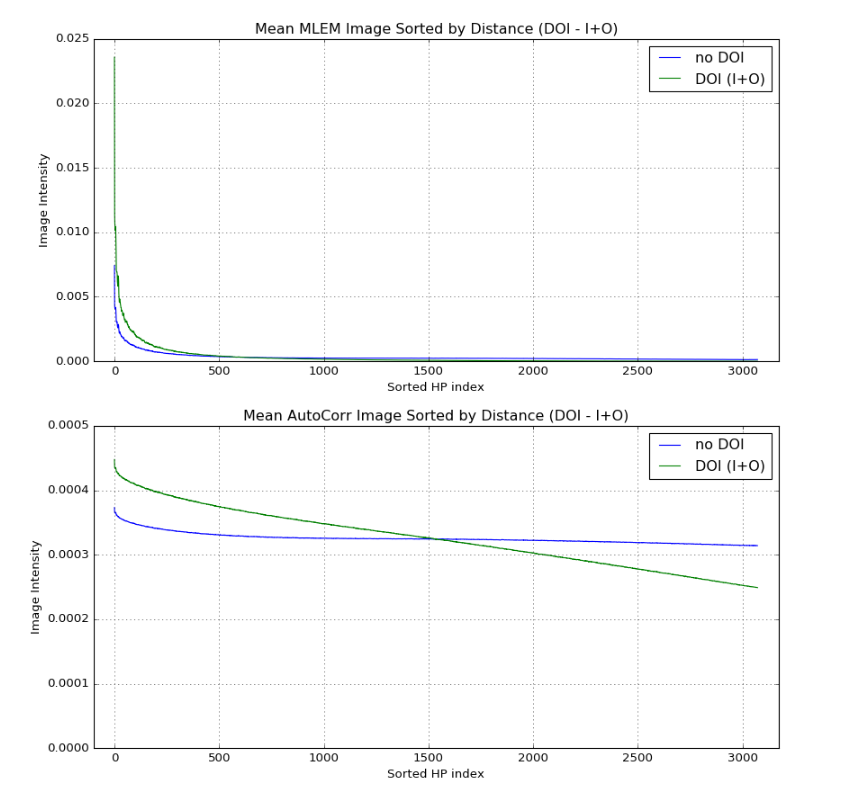 Mean MLEM Image Sorted by Distance (DOI - I+O)
0.025
0.020
0.015
0.010
0.005
0.000
Image Intensity
no DOI
DOI (I+O)
0 500 1000 1500 2000 2500 3000
Sorted HP index
Mean AutoCorr Image Sorted by Distance (DOI - I+O)
0.0005
0.0004
0.0003
0.0002
0.0001
0.0000
Image Intensity
no DOI
DOI (I+O)
0 500 1000 1500 2000 2500 3000
Sorted HP index